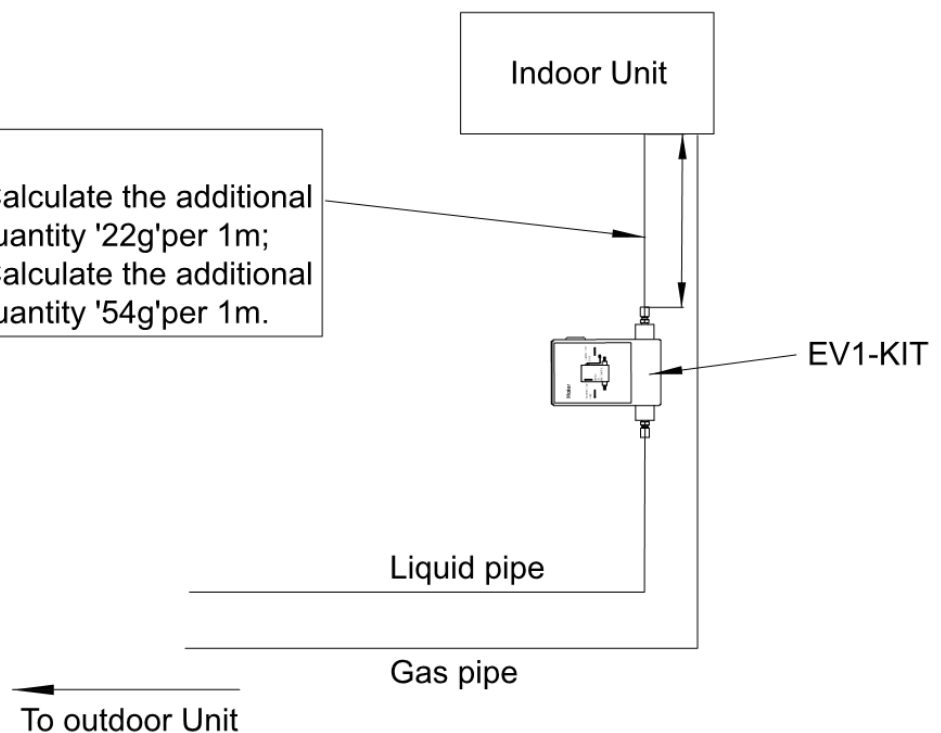 Indoor Unit
alculate the additional
uantity '22g'per 1m;
alculate the additional
uantity '54g'per 1m.
EV1-KIT
Liquid pipe
Gas pipe
To outdoor Unit